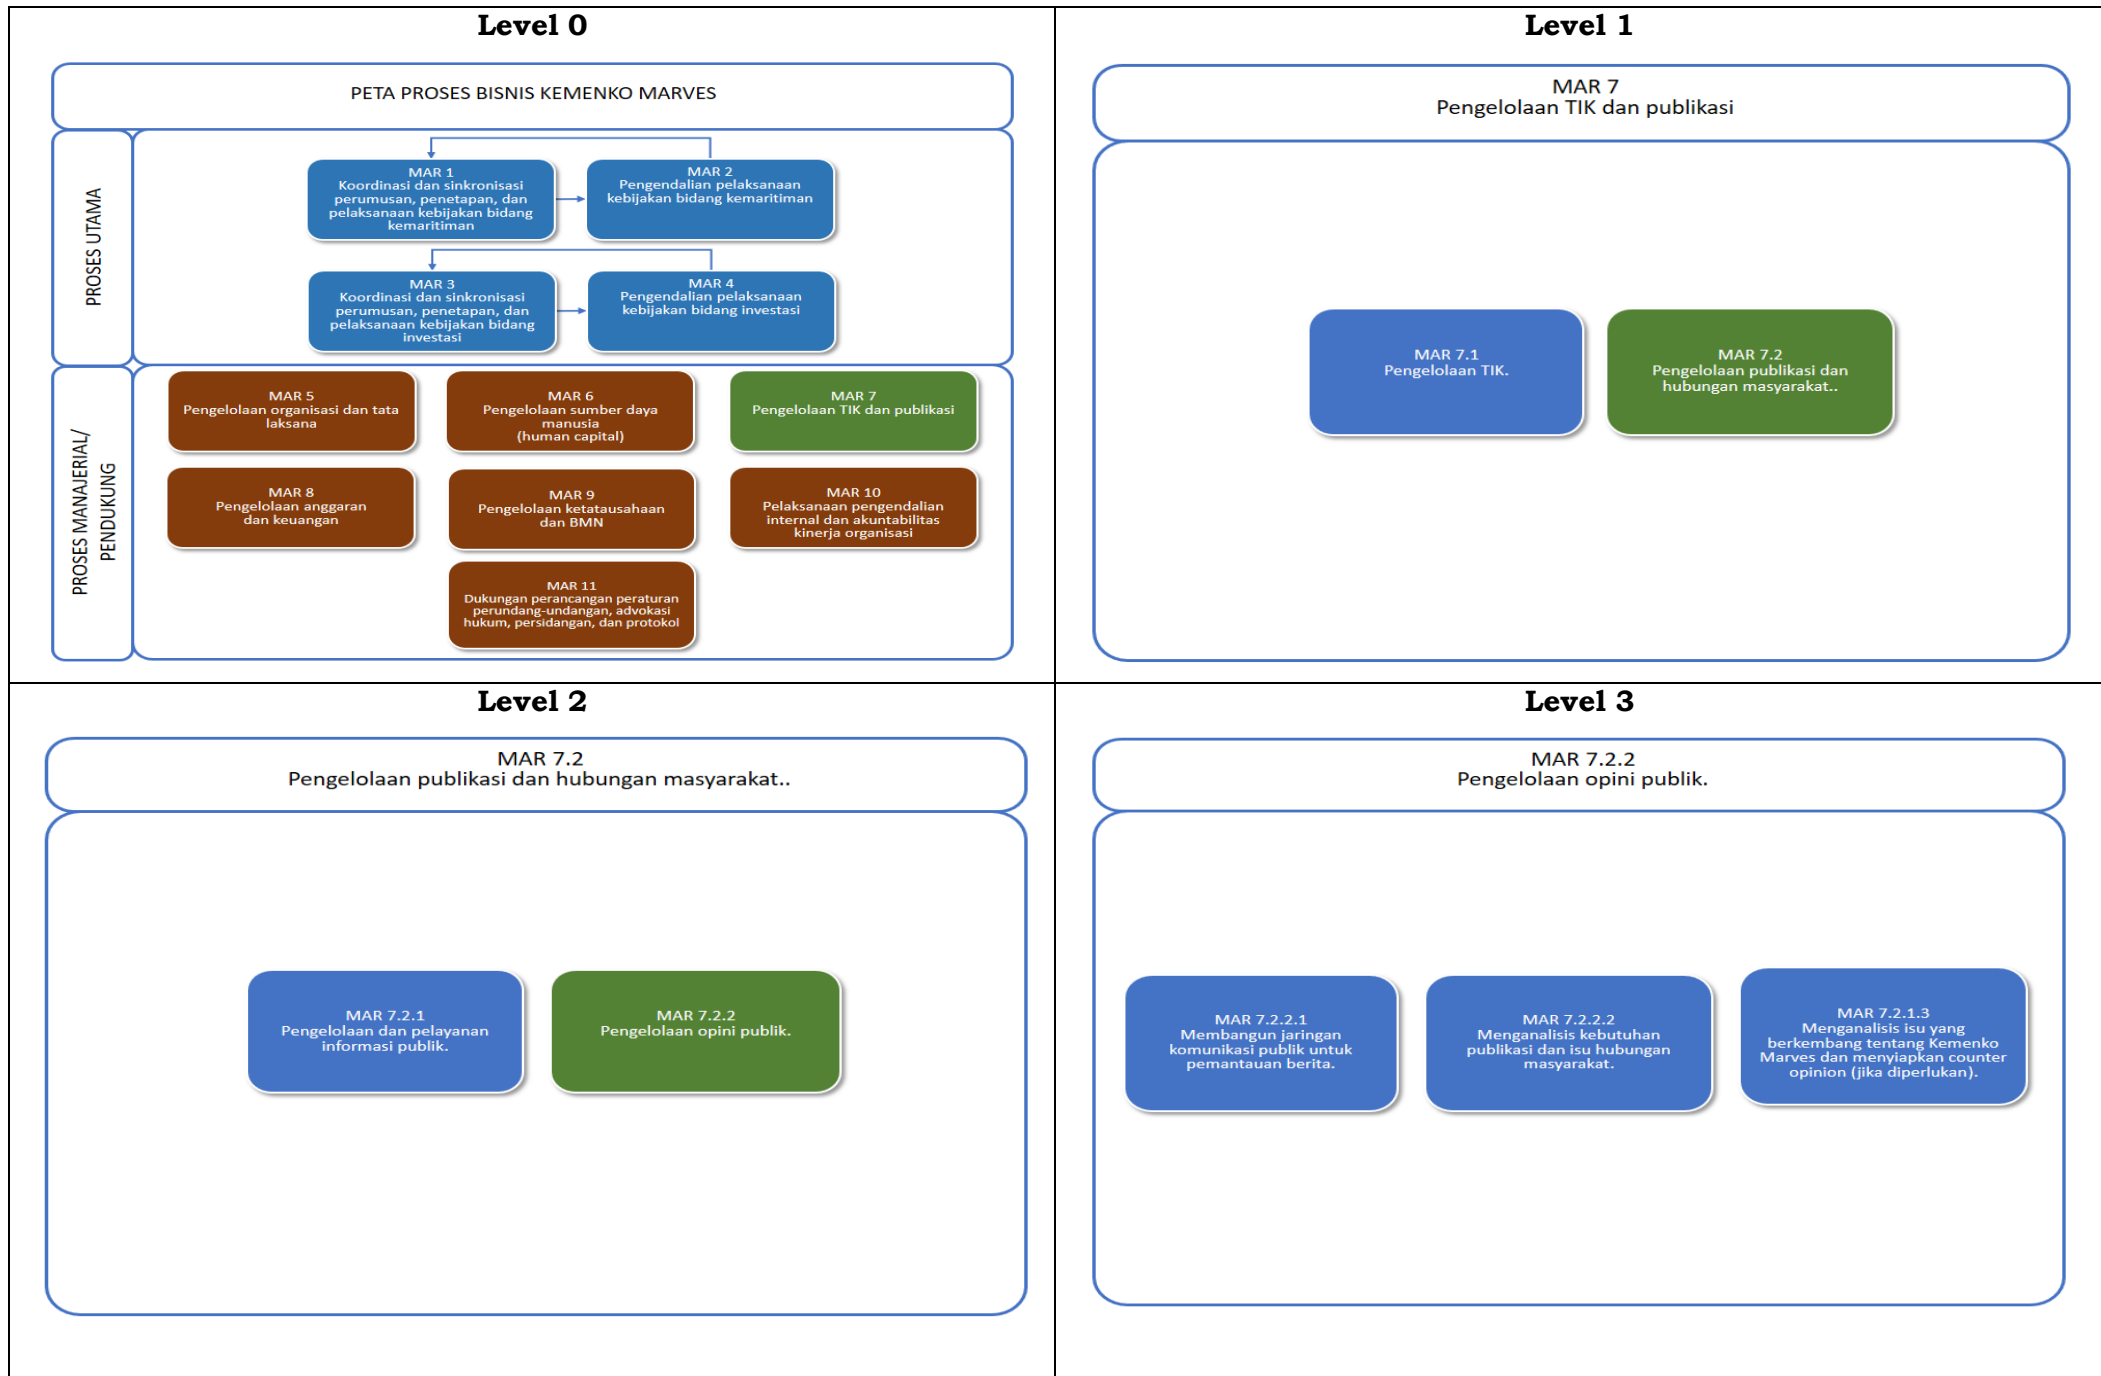 Level 0
PETA PROSES BISNIS KEMENKO MARVES
PROSES UTAMA
MAR 1
Koordinasi dan sinkronisasi
perumusan, penetapan, dan
pelaksanaan kebijakan bidang
kemaritiman
MAR 2
Pengendalian pelaksanaan
kebijakan bidang kemaritiman
MAR 3
Koordinasi dan sinkronisasi
perumusan, penetapan, dan
pelaksanaan kebijakan bidang
investasi
MAR 4
Pengendalian pelaksanaan
kebijakan bidang investasi
PROSES MANAJERIAL/
PENDUKUNG
MAR 5
Pengelolaan organisasi dan tata
laksana
MAR 6
Pengelolaan sumber daya
manusia
(human capital)
MAR 7
Pengelolaan TIK dan publikasi
MAR 8
Pengelolaan anggaran
dan keuangan
MAR 9
Pengelolaan ketatausahaan
dan BMN
MAR 10
Pelaksanaan pengendalian
internal dan akuntabilitas
kinerja organisasi
MAR 11
Dukungan perancangan peraturan
perundang-undangan, advokasi
hukum, persidangan, dan protokol
Level 1
MAR 7
Pengelolaan TIK dan publikasi
MAR 7.1
Pengelolaan TIK.
MAR 7.2
Pengelolaan publikasi dan
hubungan masyarakat..
Level 2
MAR 7.2
Pengelolaan publikasi dan hubungan masyarakat..
MAR 7.2.1
Pengelolaan dan pelayanan
informasi publik.
MAR 7.2.2
Pengelolaan opini publik.
Level 3
MAR 7.2.2
Pengelolaan opini publik.
MAR 7.2.2.1
Membangun jaringan
komunikasi publik untuk
pemantauan berita.
MAR 7.2.2.2
Menganalisis kebutuhan
publikasi dan isu hubungan
masyarakat.
MAR 7.2.1.3
Menganalisis isu yang
berkembang tentang Kemenko
Marves dan menyiapkan counter
opinion (jika diperlukan).